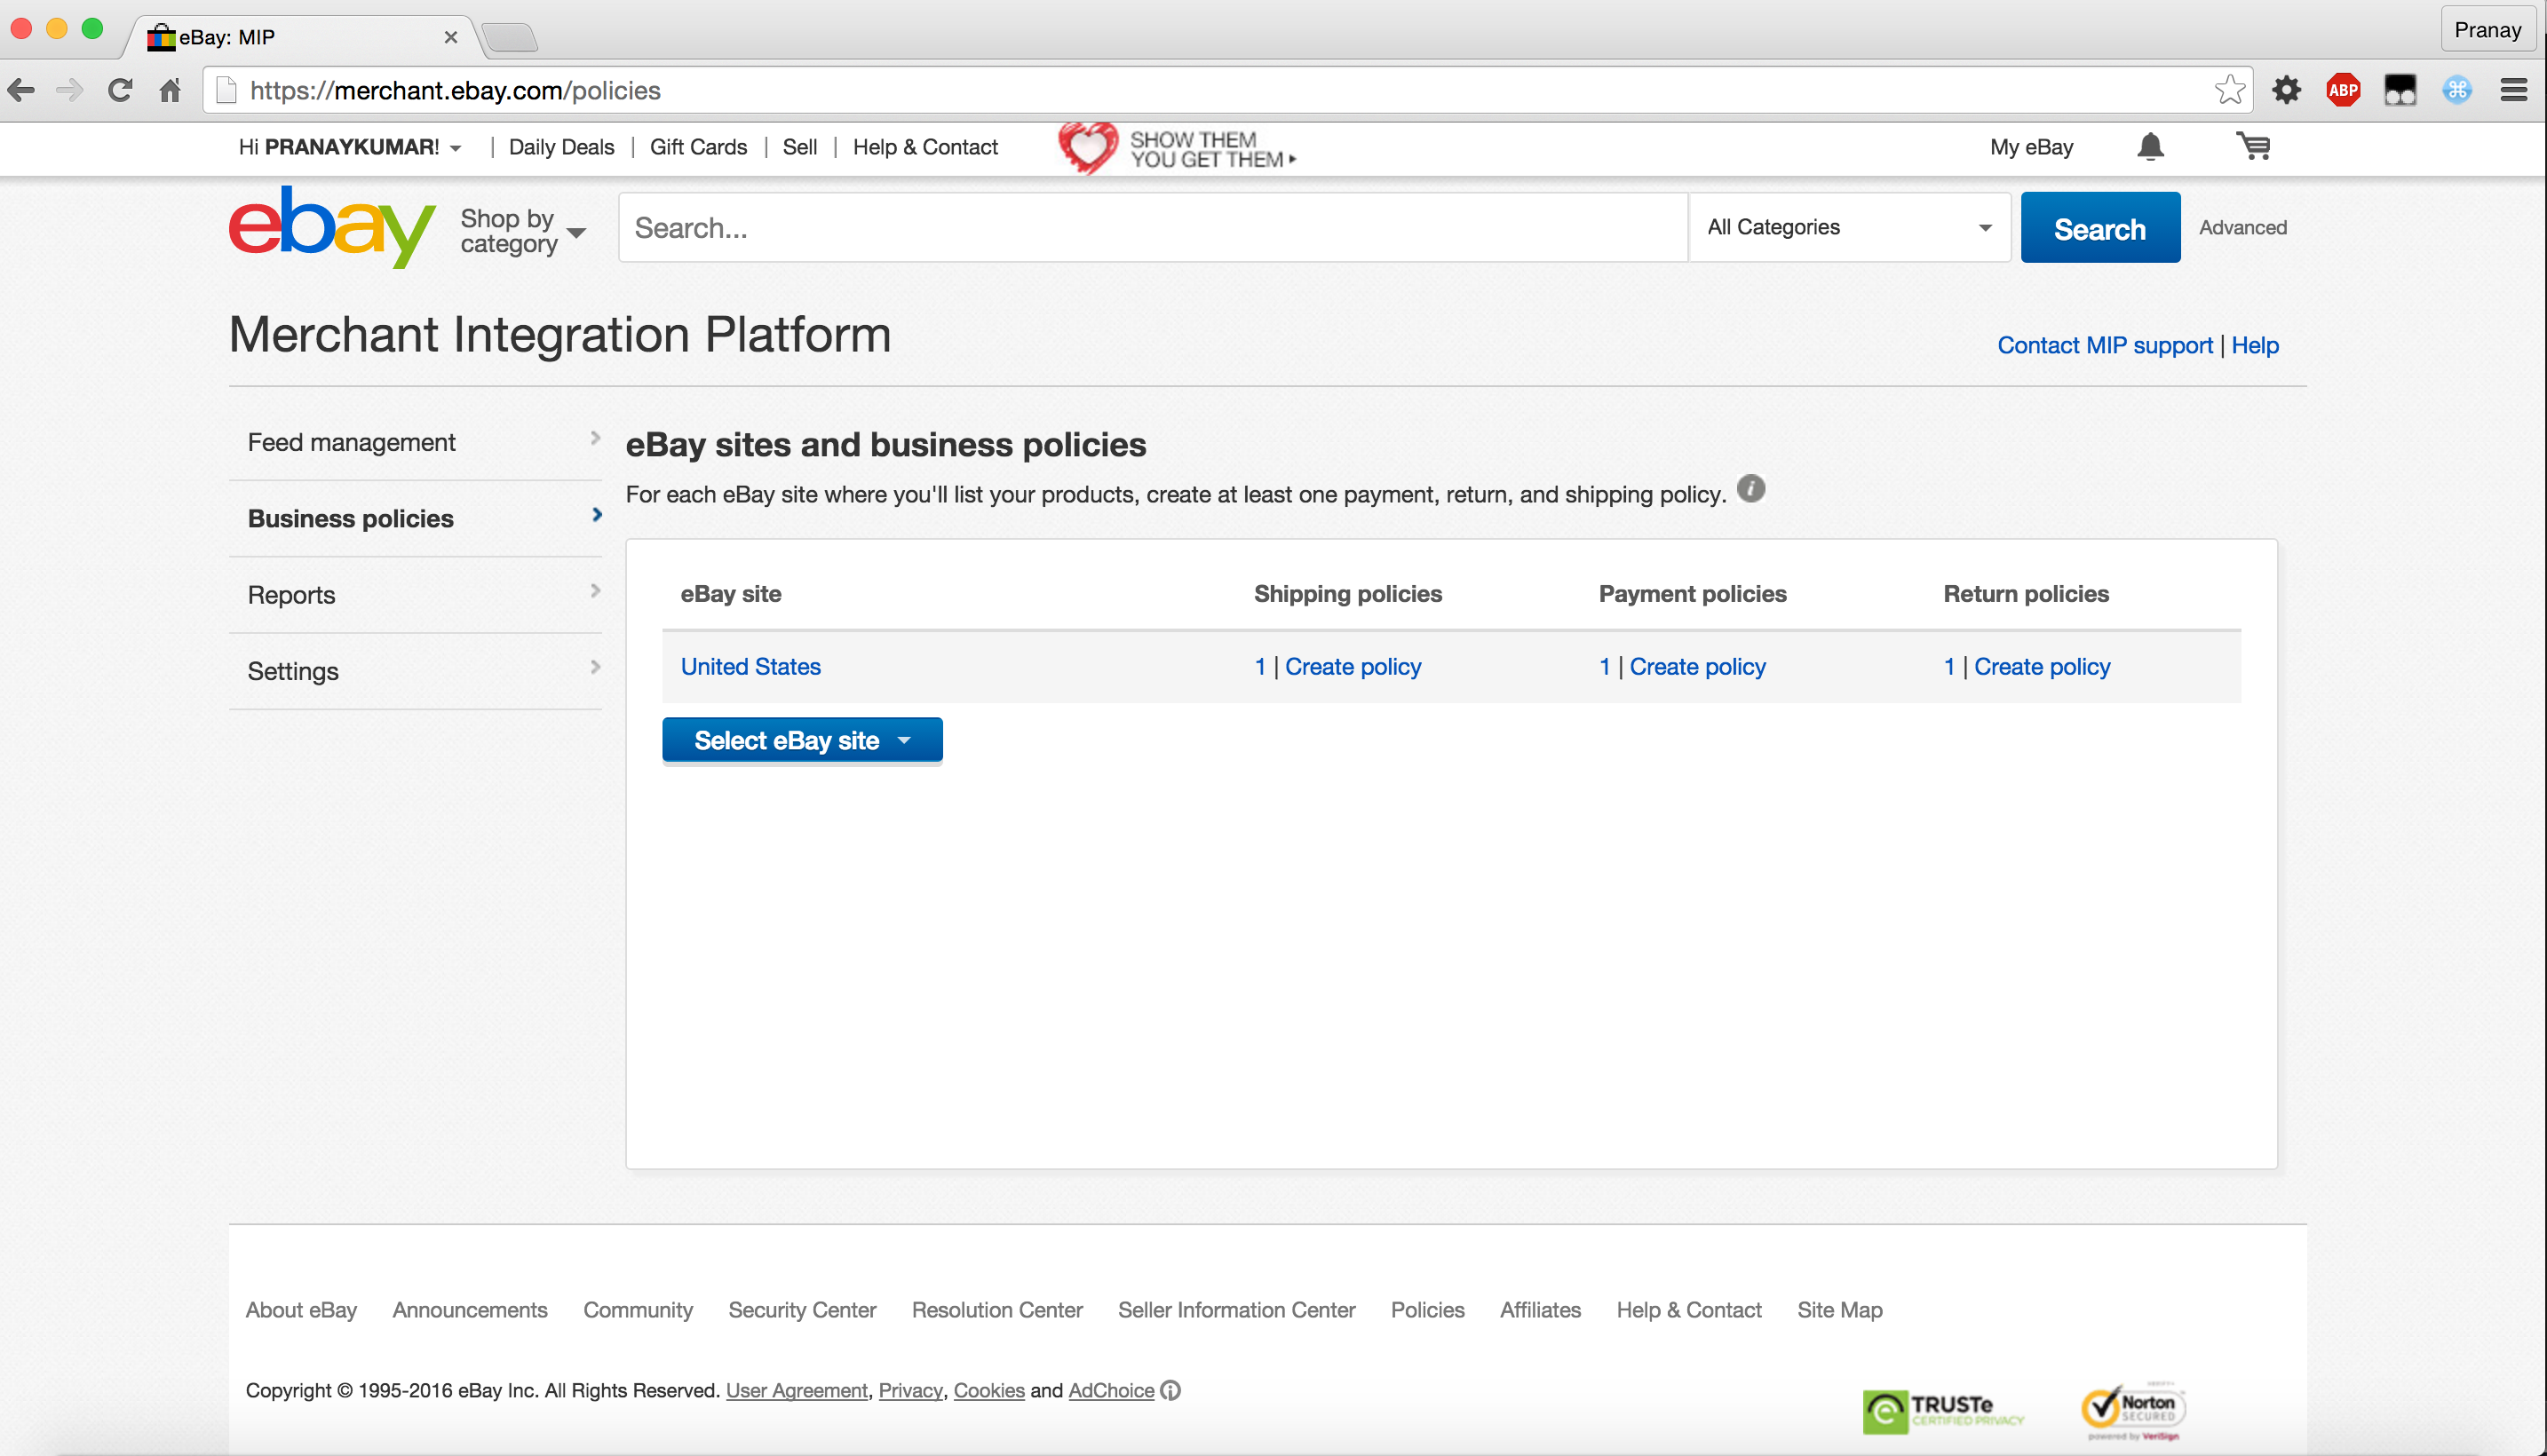 eBay: MIP
Pranay
https://merchant.ebay.com/policies
ABP
Hi PRANAYKUMAR! | Daily Deals | Gift Cards | Sell | Help & Contact
SHOW THEM
YOU GET THEM
My eBay
ebay
Shop by
category
Search...
All Categories
Search
Advanced
Merchant Integration Platform
Contact MIP support | Help
Feed management
Business policies
Reports
Settings
eBay sites and business policies
For each eBay site where you'll list your products, create at least one payment, return, and shipping policy.
eBay site Shipping policies Payment policies Return policies
United States 1 | Create policy 1 | Create policy 1 | Create policy
Select eBay site
About eBay Announcements Community Security Center Resolution Center Seller Information Center Policies Affiliates Help & Contact Site Map
Copyright © 1995-2016 eBay Inc. All Rights Reserved. User Agreement, Privacy, Cookies and AdChoice
TRUSTe
CERTIFIED PRIVACY
Norton
SECURED
powered by VeriSign